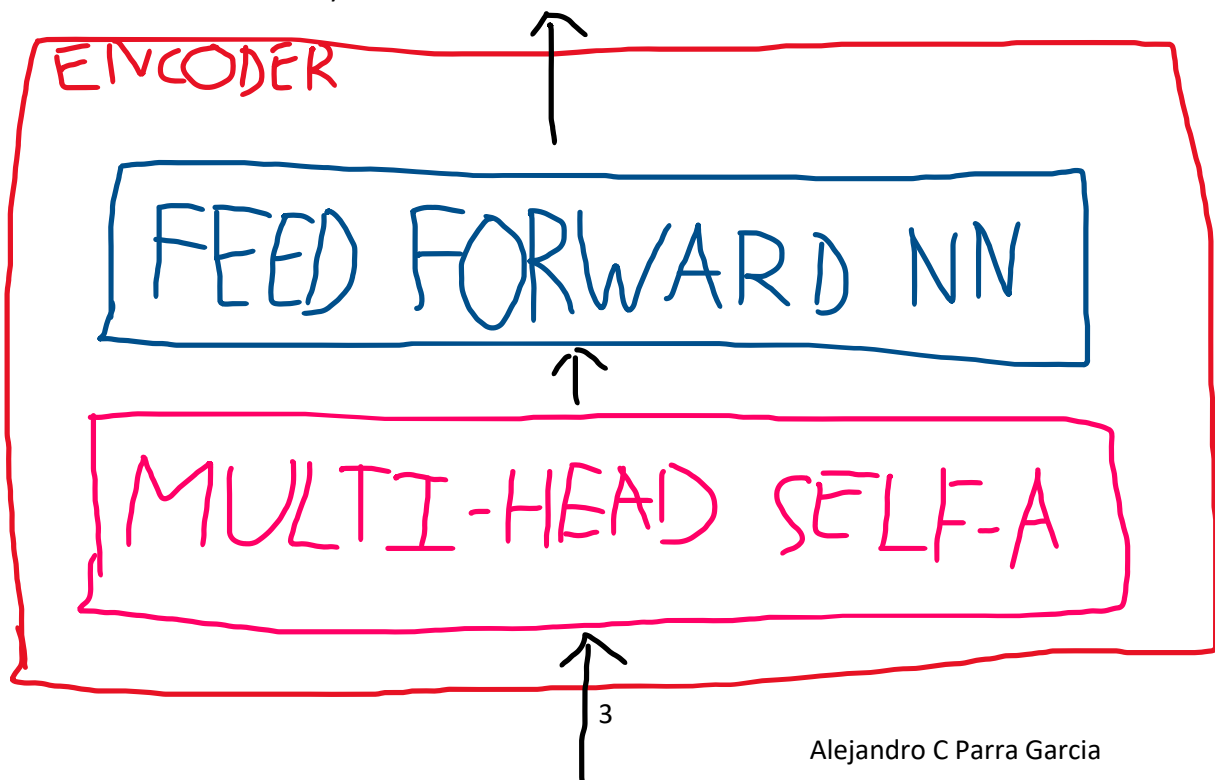 ENCODER
FEED FORWARD NN
MULTI-HEAD SELF-A
3
Alejandro C Parra Garcia